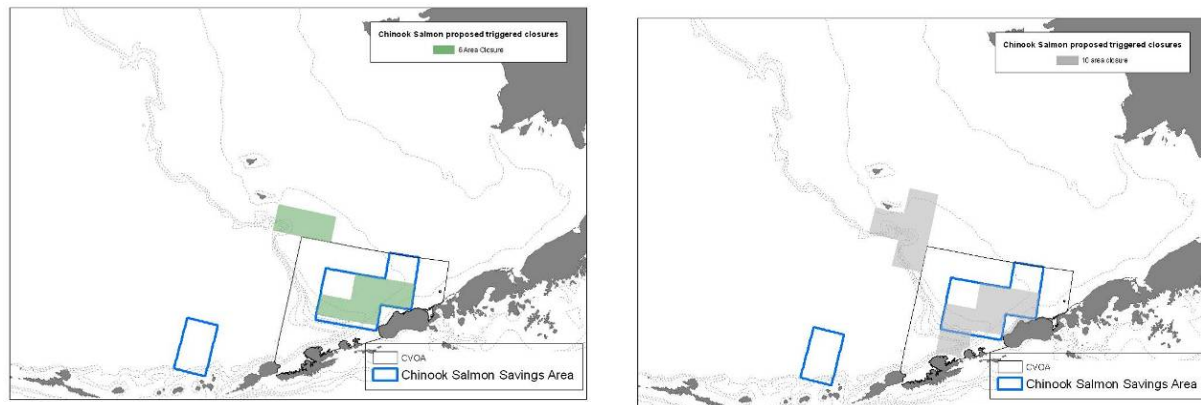 Chinook Salmon proposed triggered closures
6 Area Closure
CVOA
Chinook Salmon Savings Area
Chinook Salmon proposed triggered closures
10 area closure
CVOA
Chinook Salmon Savings Area